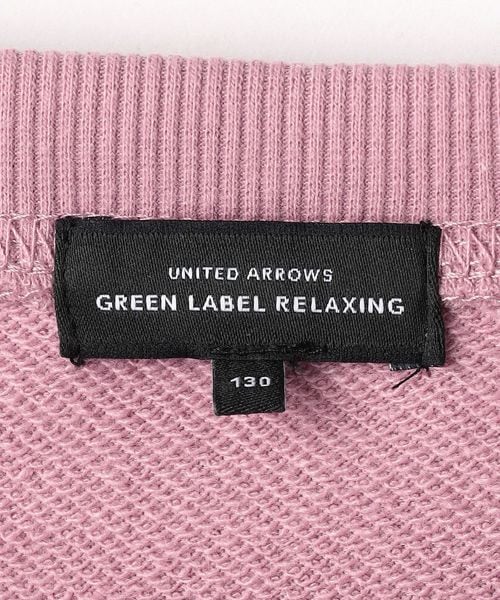 UNITED ARROWS
GREEN LABEL RELAXING
130